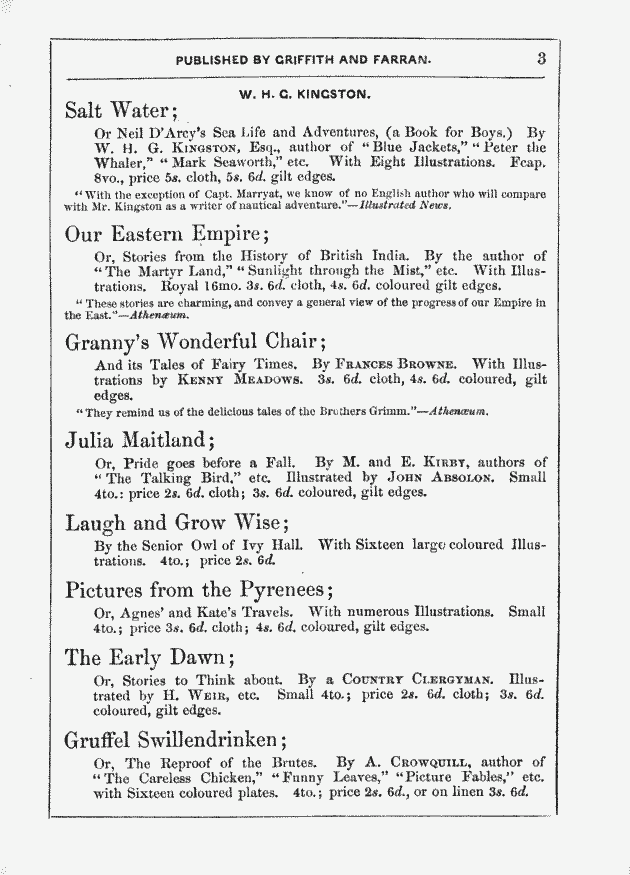 PUBLISHED BY GRIFFITH AND FARRAN. 3
W. H. G. KINGSTON.
Salt Water;
Or Neil D'Arcy's Sea Life and Adventures, (a Book for Boys.) By
W. H. G. KINGSTON, Esq., author of "Blue Jackets," "Peter the
Whaler," "Mark Seaworth," etc. With Eight Illustrations. Fcap.
8vo., price 5s. cloth, 5s. 6d. gilt edges.
"With the exception of Capt. Marryat, we know of no English author who will compare
with Mr. Kingston as a writer of nautical adventure."—Illustrated News.
Our Eastern Empire;
Or, Stories from the History of British India. By the author of
"The Martyr Land," "Sunlight through the Mist," etc. With Illus-
trations. Royal 16mo. 3s. 6d. cloth, 4s. 6d. coloured gilt edges.
"These stories are charming, and convey a general view of the progress of our Empire in
the East."—Athenæum.
Granny's Wonderful Chair;
And its Tales of Fairy Times. By FRANCES BROWNE. With Illus-
trations by KENNY MEADOWS. 3s. 6d. cloth, 4s. 6d. coloured, gilt
edges.
"They remind us of the delicious tales of the Brothers Grimm."—Athenæum.
Julia Maitland;
Or, Pride goes before a Fall. By M. and E. KIRBY, authors of
"The Talking Bird," etc. Illustrated by JOHN ABSOLON. Small
4to.: price 2s. 6d. cloth; 3s. 6d. coloured, gilt edges.
Laugh and Grow Wise;
By the Senior Owl of Ivy Hall. With Sixteen large coloured Illus-
trations. 4to.; price 2s. 6d.
Pictures from the Pyrenees;
Or, Agnes' and Kate's Travels. With numerous Illustrations. Small
4to.; price 3s. 6d. cloth; 4s. 6d. coloured, gilt edges.
The Early Dawn;
Or, Stories to Think about. By a COUNTRY CLERGYMAN. Illus-
trated by H. WEIR, etc. Small 4to.; price 2s. 6d. cloth; 3s. 6d.
coloured, gilt edges.
Gruffel Swillendrinken;
Or, The Reproof of the Brutes. By A. CROWQUILL, author of
"The Careless Chicken," "Funny Leaves," "Picture Fables," etc.
with Sixteen coloured plates. 4to.; price 2s. 6d., or on linen 3s. 6d.